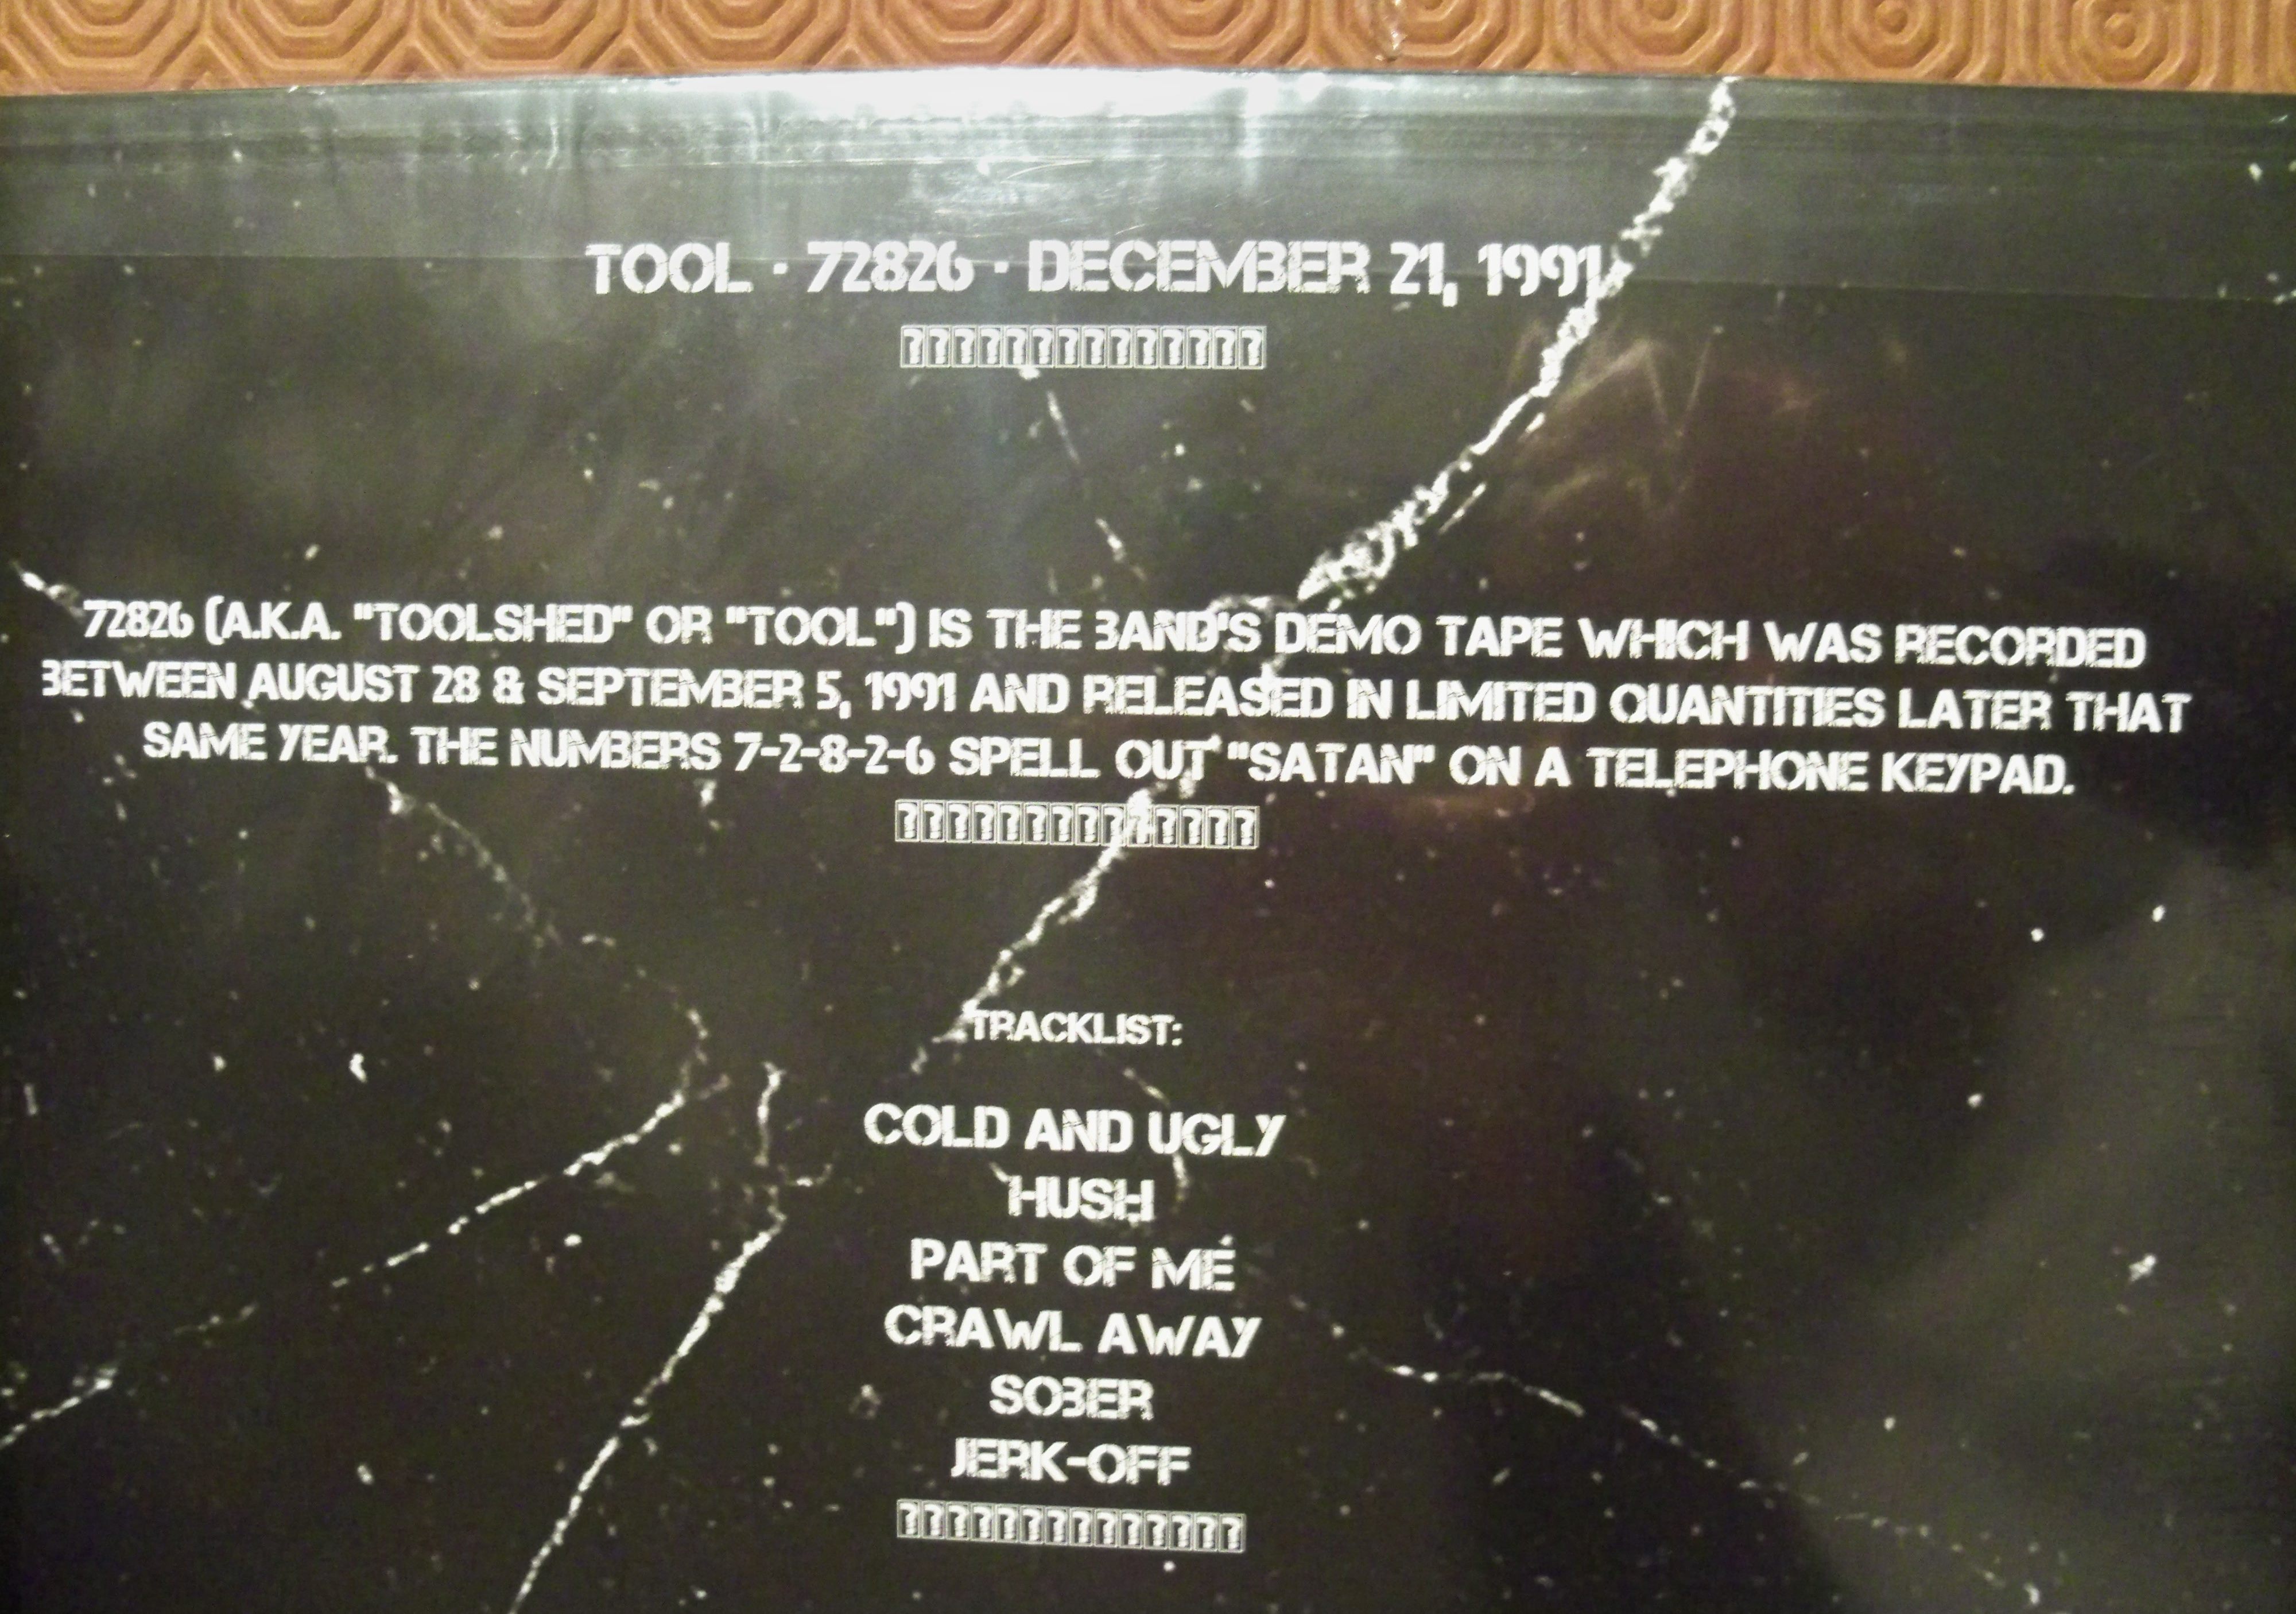 TOOL · 72826 · DECEMBER 21, 1991
??????????????
72826 (A.K.A. "TOOLSHED" OR "TOOL") IS THE BAND'S DEMO TAPE WHICH WAS RECORDED
BETWEEN AUGUST 28 & SEPTEMBER 5, 1991 AND RELEASED IN LIMITED QUANTITIES LATER THAT
SAME YEAR. THE NUMBERS 7-2-8-2-6 SPELL OUT "SATAN" ON A TELEPHONE KEYPAD.
??????????????
TRACKLIST:
COLD AND UGLY
HUSH
PART OF ME
CRAWL AWAY
SOBER
JERK-OFF
??????????????